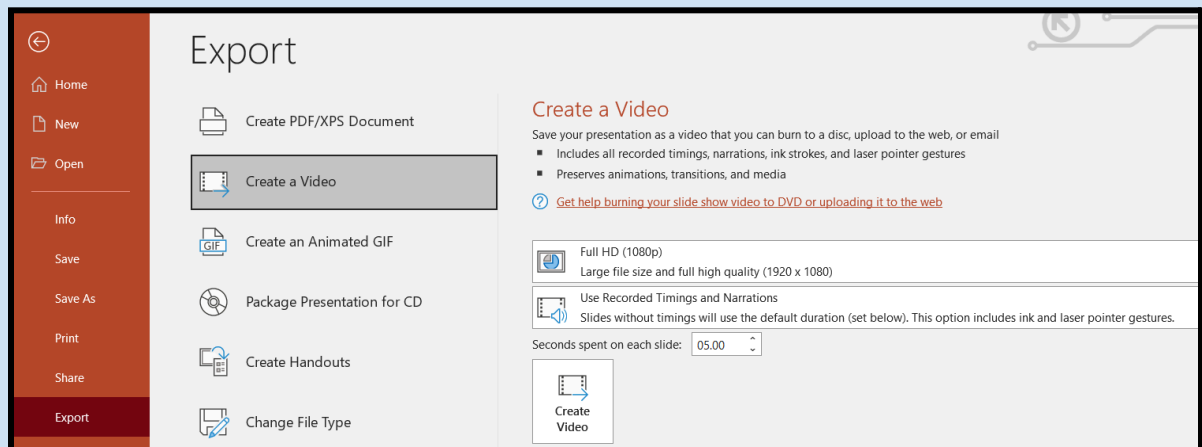 Export
Home
New
Open
Info
Save
Save As
Print
Share
Export
Create PDF/XPS Document
Create a Video
Create an Animated GIF
GIF
Package Presentation for CD
Create Handouts
Change File Type
Create a Video
Save your presentation as a video that you can burn to a disc, upload to the web, or email
▪ Includes all recorded timings, narrations, ink strokes, and laser pointer gestures
▪ Preserves animations, transitions, and media
? Get help burning your slide show video to DVD or uploading it to the web
Full HD (1080p)
Large file size and full high quality (1920 x 1080)
Use Recorded Timings and Narrations
Slides without timings will use the default duration (set below). This option includes ink and laser pointer gestures.
Seconds spent on each slide: 05.00
Create
Video